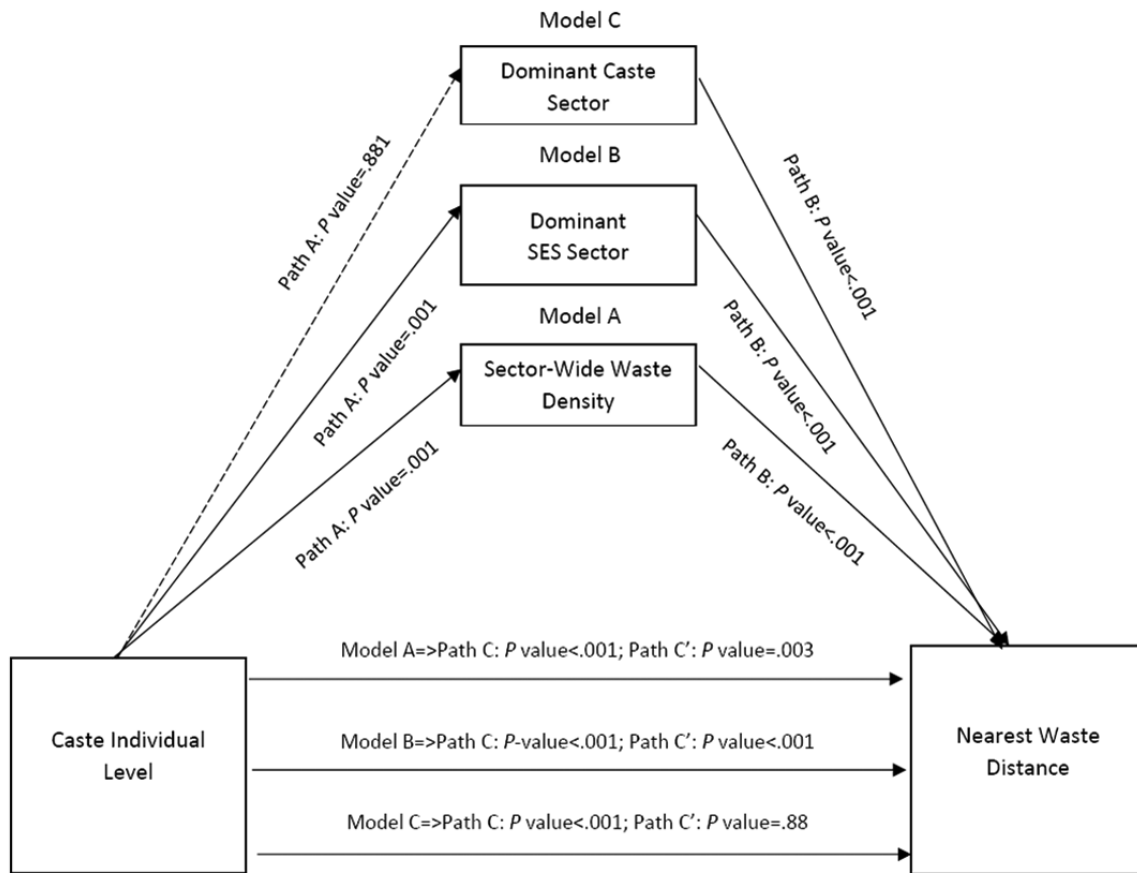 Model C
Dominant Caste
Sector
Path A: P value=.881
Path B: P value<.001
Model B
Dominant
SES Sector
Path A: P value=.001
Path B: P value<.001
Model A
Sector-Wide Waste
Density
Path A: P value=.001
Path B: P value<.001
Caste Individual
Level
Model A=>Path C: P value<.001; Path C’: P value=.003
Model B=>Path C: P-value<.001; Path C’: P value<.001
Model C=>Path C: P value<.001; Path C’: P value=.88
Nearest Waste
Distance